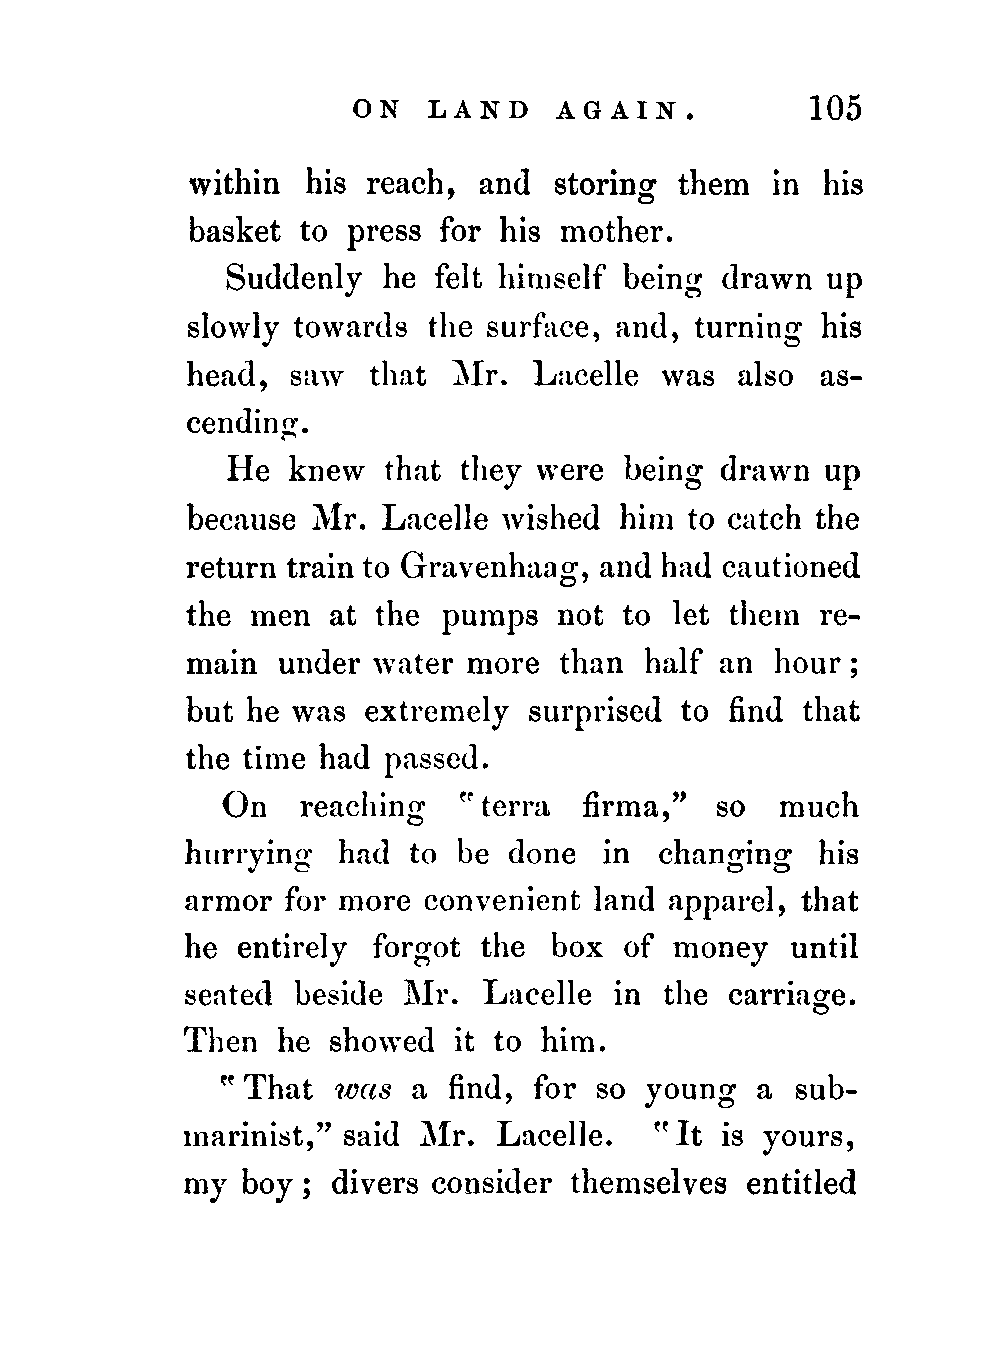 ON LAND AGAIN. 105
within his reach, and storing them in his
basket to press for his mother.
Suddenly he felt himself being drawn up
slowly towards the surface, and, turning his
head, saw that Mr. Lacelle was also as-
cending.
He knew that they were being drawn up
because Mr. Lacelle wished him to catch the
return train to Gravenhaag, and had cautioned
the men at the pumps not to let them re-
main under water more than half an hour;
but he was extremely surprised to find that
the time had passed.
On reaching "terra firma," so much
hurrying had to be done in changing his
armor for more convenient land apparel, that
he entirely forgot the box of money until
seated beside Mr. Lacelle in the carriage.
Then he showed it to him.
"That was a find, for so young a sub-
marinist," said Mr. Lacelle. "It is yours,
my boy; divers consider themselves entitled